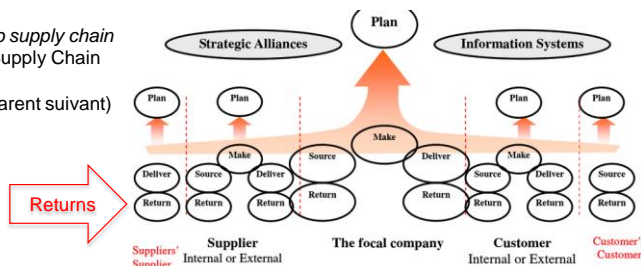 o supply chain
Supply Chain
arent suivant)
Plan
Strategic Alliances
Information Systems
Plan
Plan
Plan
Plan
Make
Make
Source
Deliver
Make
Deliver
Source
Deliver
Source
Deliver
Source
Return
Return
Return
Return
Return
Return
Return
Return
Returns
Suppliers'
Supplier
Supplier
Internal or External
The focal company
Customer
Internal or External
Customer'
Customer